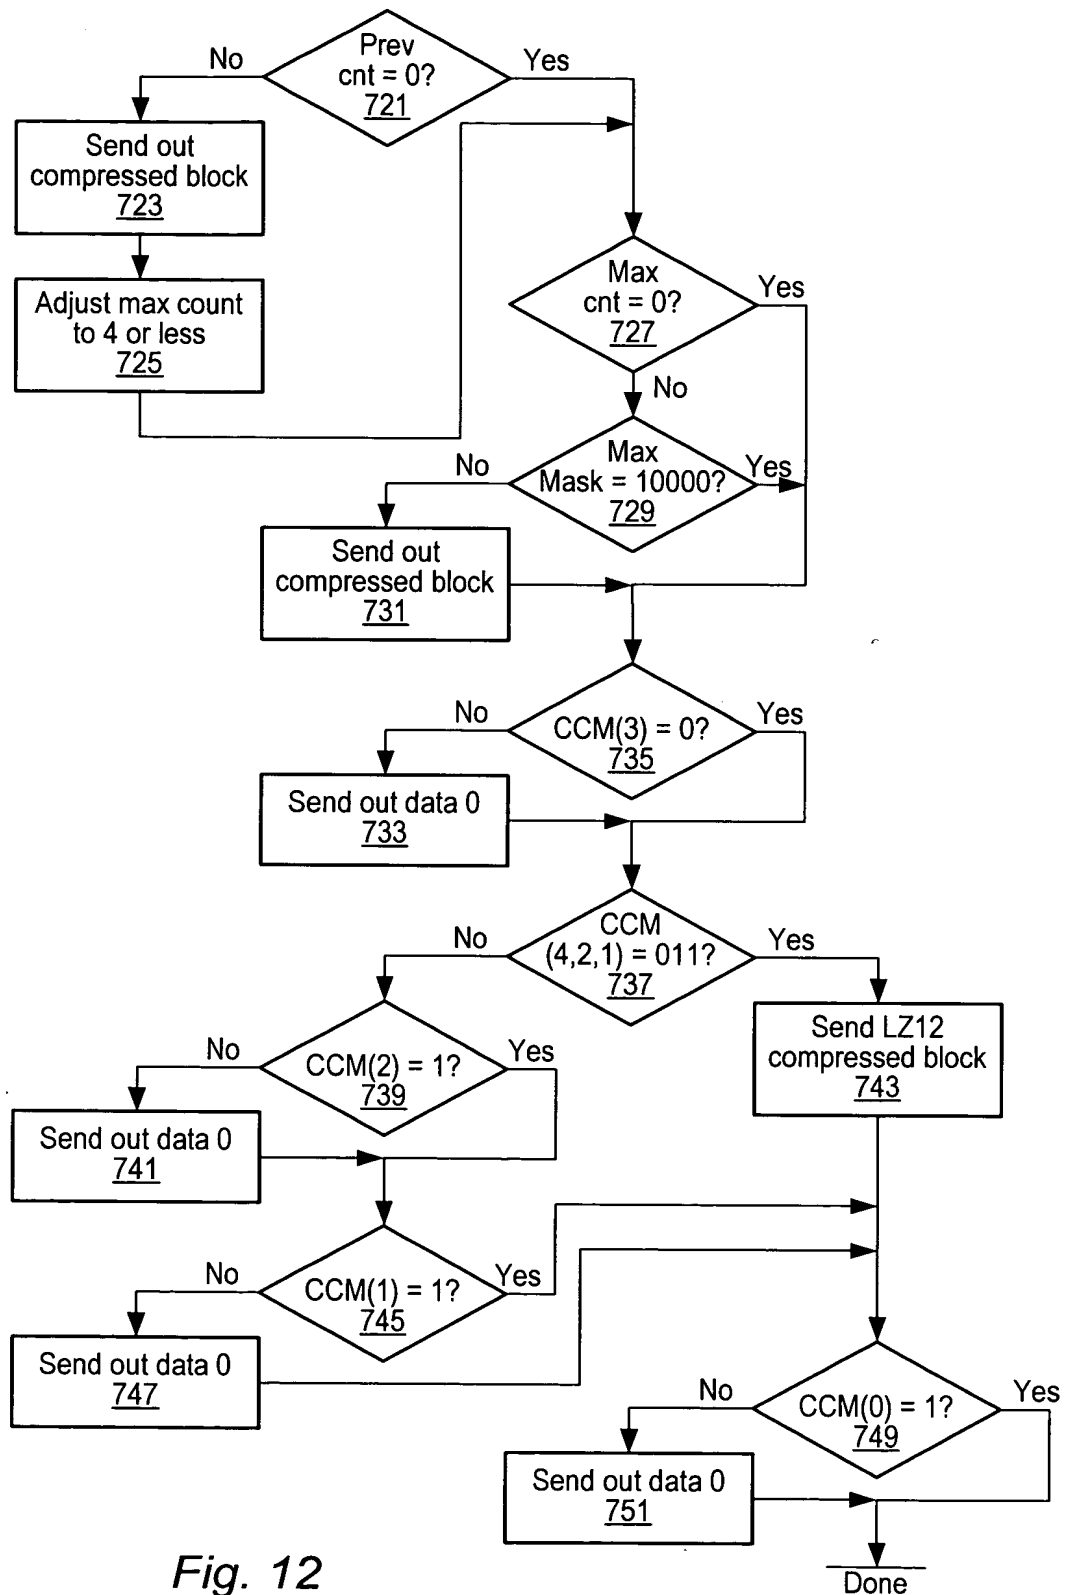 Prev
cnt = 0?
721
No
Yes
Send out
compressed block
723
Adjust max count
to 4 or less
725
Max
cnt = 0?
727
Yes
No
Max
Mask = 10000?
729
No
Yes
Send out
compressed block
731
CCM(3) = 0?
735
No
Yes
Send out data 0
733
CCM
(4,2,1) = 011?
737
No
Yes
Send LZ12
compressed block
743
CCM(2) = 1?
739
No
Yes
Send out data 0
741
CCM(1) = 1?
745
No
Yes
Send out data 0
747
CCM(0) = 1?
749
No
Yes
Send out data 0
751
Done
Fig. 12